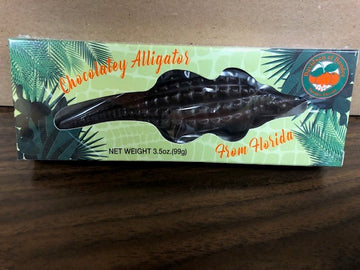 Chocolatey Alligator
NET WEIGHT 3.5oz.(99g)
From Florida